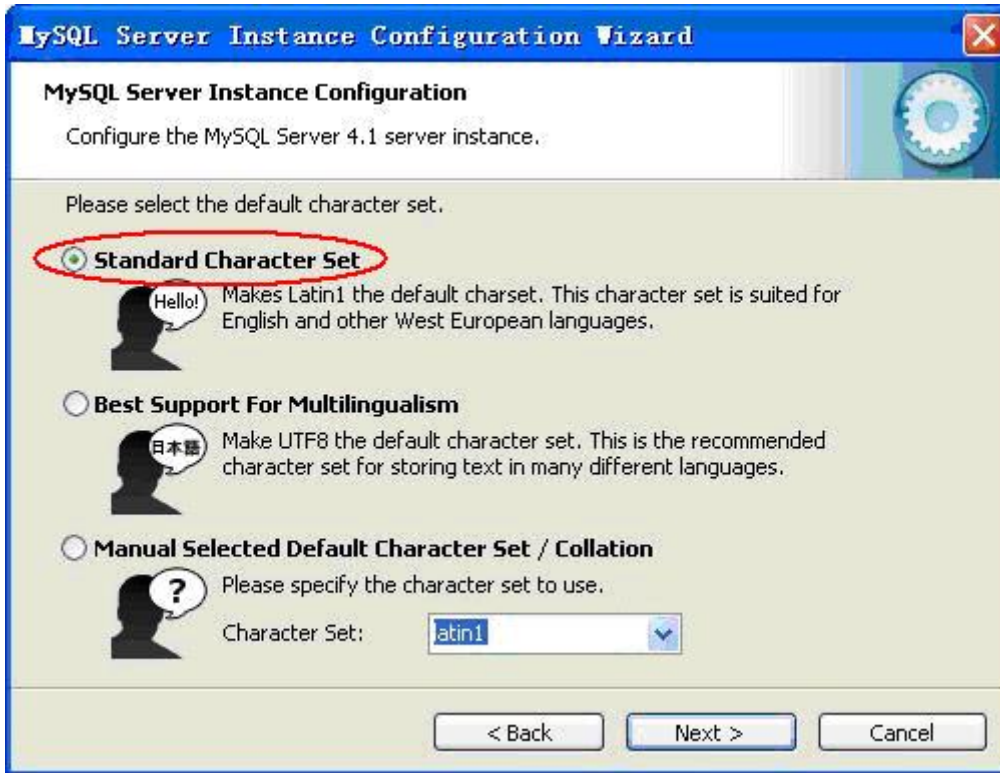 MySQL Server Instance Configuration Wizard
MySQL Server Instance Configuration
Configure the MySQL Server 4.1 server instance.
Please select the default character set.
Standard Character Set
Hello!
Makes Latin1 the default charset. This character set is suited for
English and other West European languages.
Best Support For Multilingualism
日本語
Make UTF8 the default character set. This is the recommended
character set for storing text in many different languages.
Manual Selected Default Character Set / Collation
?
Please specify the character set to use.
Character Set: latin1
< Back Next > Cancel